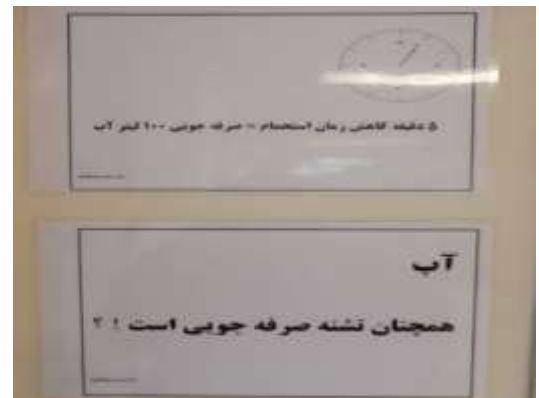 ۵ دقیقه کاهش زمان استحمام = صرفه جویی ۱۰۰ لیتر آب
آب
همچنان تشنه صرفه جویی است ! ؟